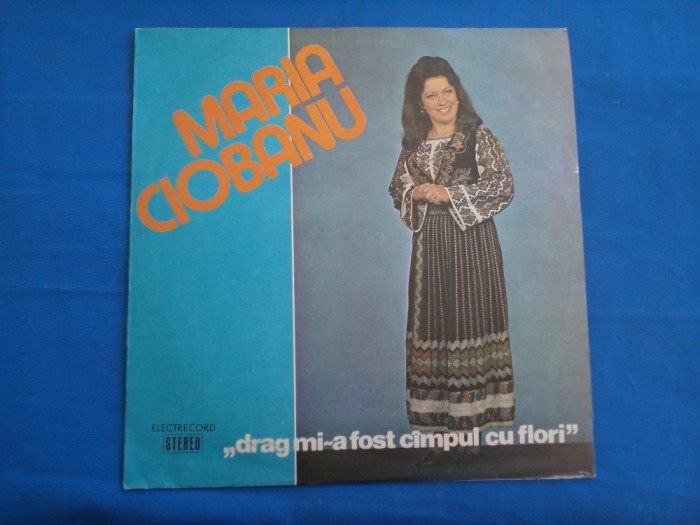 MARIA
CIOBANU
ELECTRECORD
STEREO
„drag mi~a fost cîmpul cu flori”